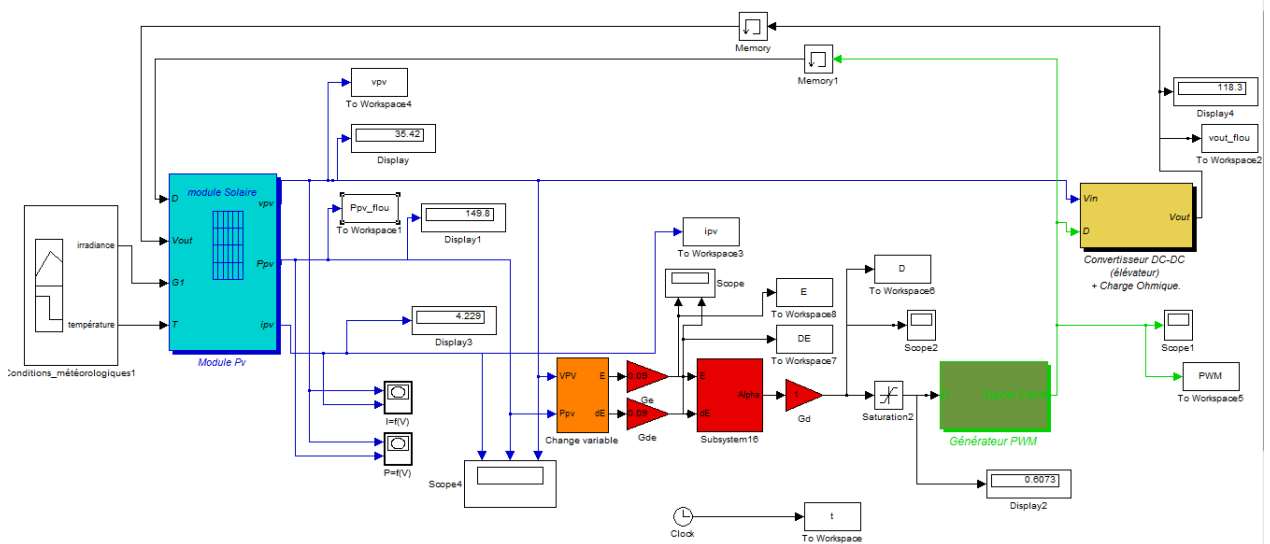 Memory
Memory1
vpv
To Workspace4
118.3
Display4
35.42
Display
vout_flou
To Workspace2
module Solaire
D
vpv
Vout
Ppv
G1
T
ipv
Module Pv
Ppv_flou
To Workspace1
149.8
Display1
Vin
D
Vout
Convertisseur DC-DC
(élévateur)
+ Charge Ohmique.
irradiance
température
Conditions_météorologiques1
ipv
To Workspace3
Scope
D
To Workspace6
E
To Workspace8
4.229
Display3
DE
To Workspace7
Scope2
Scope1
PWM
To Workspace5
VPV
E
Ppv
dE
Change variable
Ge
0.09
Gde
E
Alpha
dE
Subsystem16
1
Gd
Saturation2
Générateur PWM
I=f(V)
P=f(V)
Scope4
0.6073
Display2
Clock
t
To Workspace